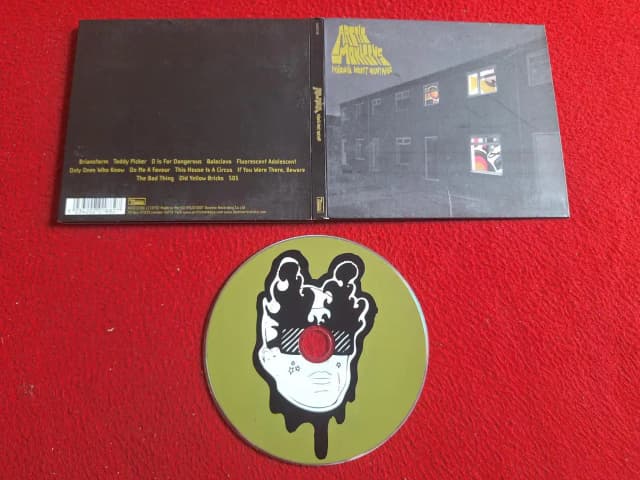 ARCTIC
MONKEYS
FAVOURITE WORST NIGHTMARE
Brianstorm Teddy Picker D Is For Dangerous Balaclava Fluorescent Adolescent
Only Ones Who Know Do Me A Favour This House Is A Circus If You Were There, Beware
The Bad Thing Old Yellow Bricks 505
Domino